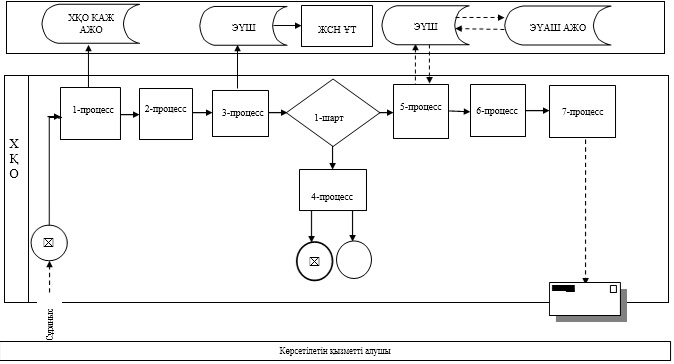 ХҚО КАЖ
АЖО
ЭҮШ
ЖСН ҰТ
ЭҮШ
ЭҮАШ АЖО
1-процесс
2-процесс
3-процесс
1-шарт
5-процесс
6-процесс
7-процесс
Х
Қ
О
4-процесс
Сұраныс
Көрсетілетін қызметті алушы